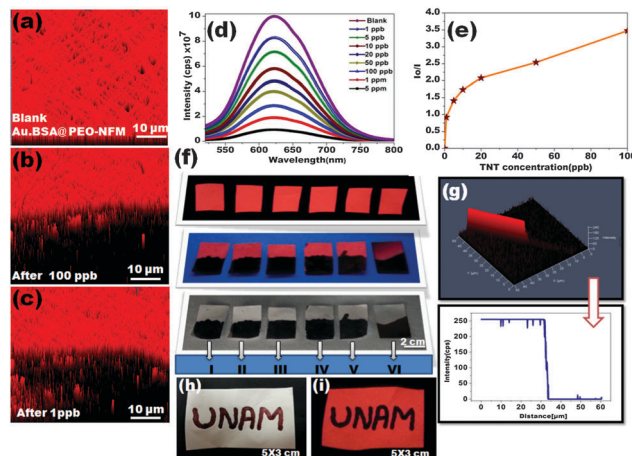 (a)
Blank
Au.BSA@PEO-NFM
10 µm
(b)
After 100 ppb
10 µm
(c)
After 1ppb
10 µm
(d)
Intensity (cps) x10⁷
10
8
6
4
2
0
550
600
650
700
750
800
Wavelength(nm)
Blank
1 ppb
5 ppb
10 ppb
20 ppb
50 ppb
100 ppb
1 ppm
5 ppm
(e)
Io/I
4.0
3.5
3.0
2.5
2.0
1.5
1.0
0.5
0.0
0
20
40
60
80
100
TNT concentration(ppb)
(f)
2 cm
I II III IV V VI
(g)
Intensity(cps)
250
200
150
100
50
0
0 10 20 30 40 50 60
Distance[µm]
(h)
UNAM
5X3 cm
(i)
UNAM
5X3 cm